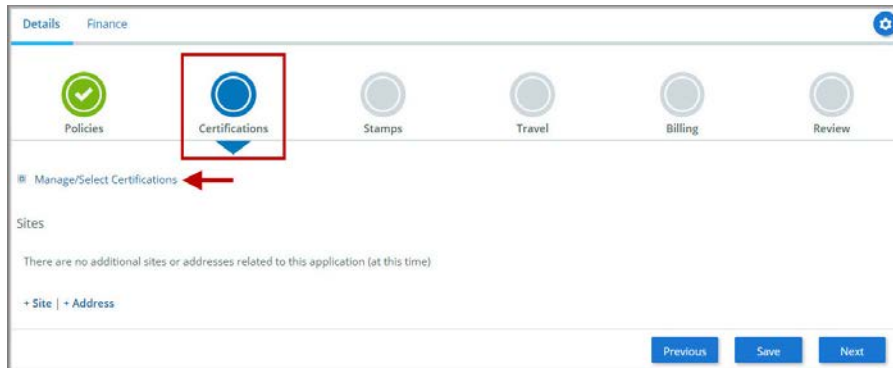 Details Finance
Policies Certifications Stamps Travel Billing Review
Manage/Select Certifications
Sites
There are no additional sites or addresses related to this application (at this time)
+ Site | + Address
Previous Save Next